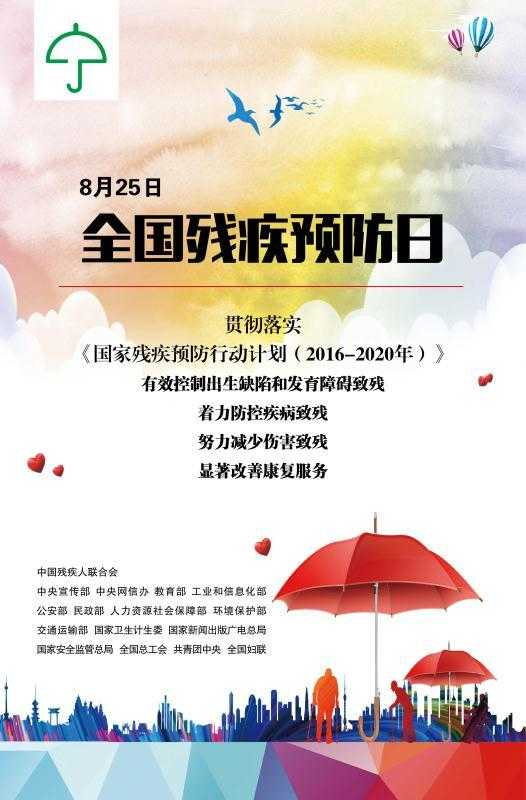 8月25日
全国残疾预防日
贯彻落实
《国家残疾预防行动计划（2016-2020年）》
有效控制出生缺陷和发育障碍致残
着力防控疾病致残
努力减少伤害致残
显著改善康复服务
中国残疾人联合会
中央宣传部 中央网信办 教育部 工业和信息化部
公安部 民政部 人力资源社会保障部 环境保护部
交通运输部 国家卫生计生委 国家新闻出版广电总局
国家安全监管总局 全国总工会 共青团中央 全国妇联